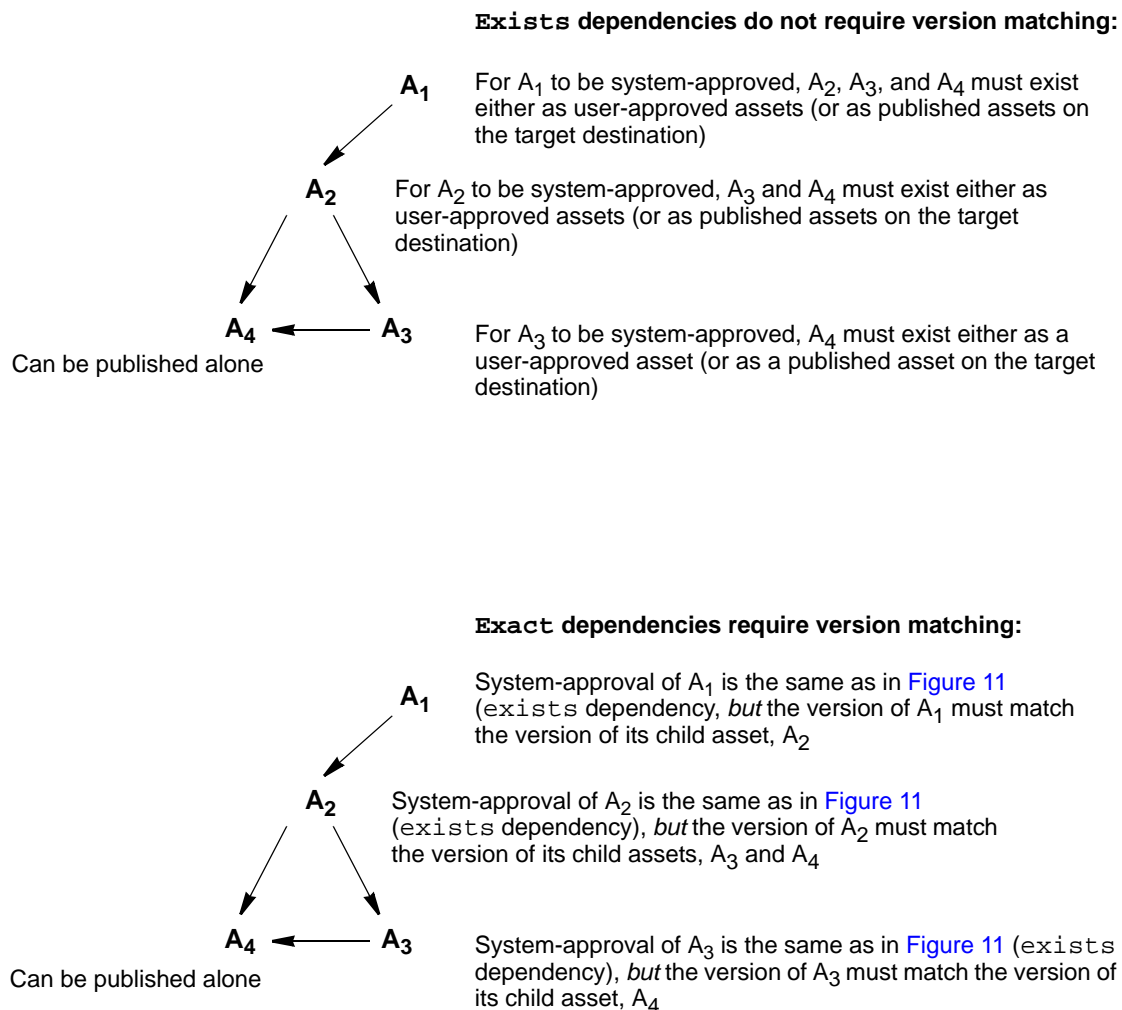 Exists dependencies do not require version matching:
A1
For A1 to be system-approved, A2, A3, and A4 must exist
either as user-approved assets (or as published assets on
the target destination)
A2
For A2 to be system-approved, A3 and A4 must exist either as
user-approved assets (or as published assets on the target
destination)
A4
A3
Can be published alone
For A3 to be system-approved, A4 must exist either as a
user-approved asset (or as a published asset on the target
destination)
Exact dependencies require version matching:
A1
System-approval of A1 is the same as in Figure 11
(exists dependency, but the version of A1 must match
the version of its child asset, A2
A2
System-approval of A2 is the same as in Figure 11
(exists dependency), but the version of A2 must match
the version of its child assets, A3 and A4
A4
A3
Can be published alone
System-approval of A3 is the same as in Figure 11 (exists
dependency), but the version of A3 must match the version of
its child asset, A4